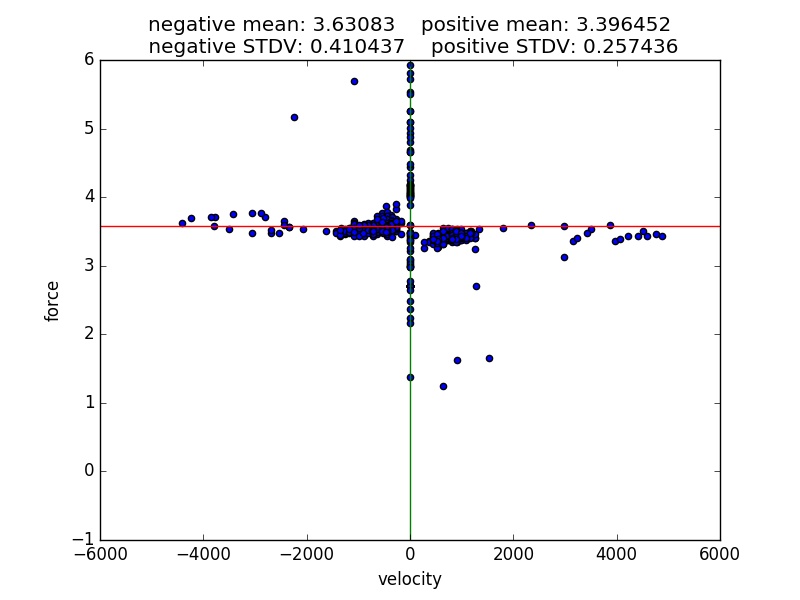 negative mean: 3.63083 positive mean: 3.396452
negative STDV: 0.410437 positive STDV: 0.257436
6
5
4
3
2
1
0
−1
force
−6000 −4000 −2000 0 2000 4000 6000
velocity